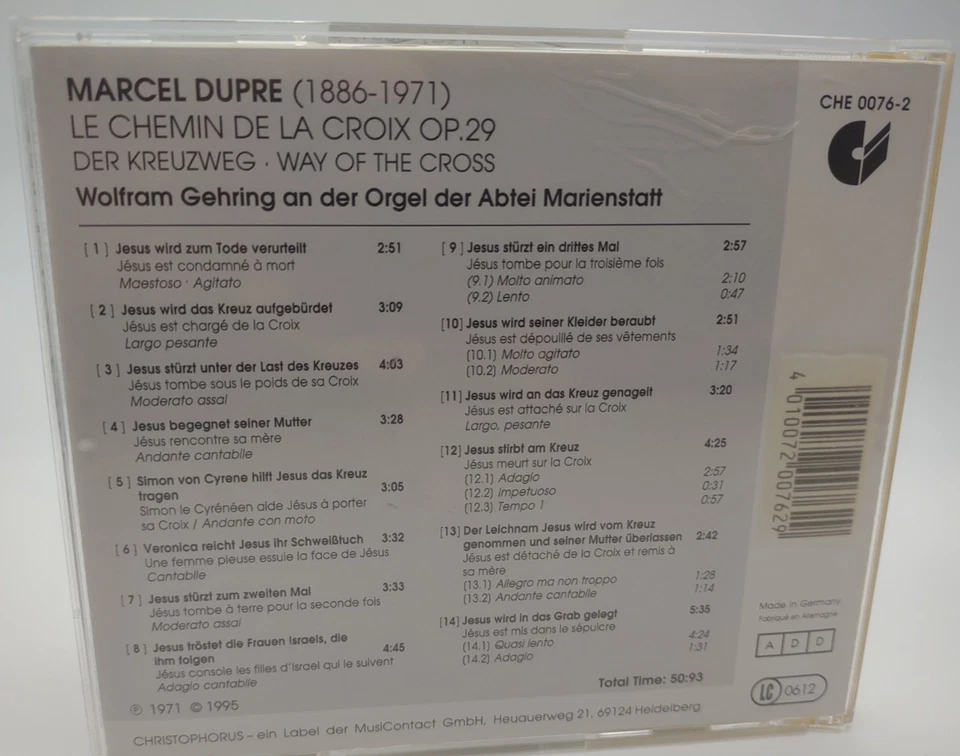 MARCEL DUPRE (1886-1971)
LE CHEMIN DE LA CROIX OP.29
DER KREUZWEG · WAY OF THE CROSS
Wolfram Gehring an der Orgel der Abtei Marienstatt
CHE 0076-2
[ 1 ] Jesus wird zum Tode verurteilt 2:51
Jésus est condamné à mort
Maestoso · Agitato
[ 2 ] Jesus wird das Kreuz aufgebürdet 3:09
Jésus est chargé de la Croix
Largo pesante
[ 3 ] Jesus stürzt unter der Last des Kreuzes 4:03
Jésus tombe sous le poids de sa Croix
Moderato assai
[ 4 ] Jesus begegnet seiner Mutter 3:28
Jésus rencontre sa mère
Andante cantabile
[ 5 ] Simon von Cyrene hilft Jesus das Kreuz
tragen 3:05
Simon le Cyrénéen aide Jésus à porter
sa Croix / Andante con moto
[ 6 ] Veronica reicht Jesus ihr Schweißtuch 3:32
Une femme pieuse essuie la face de Jésus
Cantabile
[ 7 ] Jesus stürzt zum zweiten Mal 3:33
Jésus tombe à terre pour la seconde fois
Moderato assai
[ 8 ] Jesus tröstet die Frauen Israels, die
ihm folgen 4:45
Jésus console les filles d'Israel qui le suivent
Adagio cantabile
[ 9 ] Jesus stürzt ein drittes Mal 2:57
Jésus tombe pour la troisième fois
(9.1) Molto animato 2:10
(9.2) Lento 0:47
[10] Jesus wird seiner Kleider beraubt 2:51
Jésus est dépouillé de ses vêtements
(10.1) Molto agitato 1:34
(10.2) Moderato 1:17
[11] Jesus wird an das Kreuz genagelt 3:20
Jésus est attaché sur la Croix
Largo, pesante
[12] Jesus stirbt am Kreuz 4:25
Jésus meurt sur la Croix
(12.1) Adagio 2:57
(12.2) Impetuoso 0:31
(12.3) Tempo 1 0:57
[13] Der Leichnam Jesus wird vom Kreuz
genommen und seiner Mutter überlassen 2:42
Jésus est détaché de la Croix et remis à
sa mère
(13.1) Allegro ma non troppo 1:28
(13.2) Andante cantabile 1:14
[14] Jesus wird in das Grab gelegt 5:35
Jésus est mis dans le sépulcre
(14.1) Quasi lento 4:24
(14.2) Adagio 1:31
Total Time: 50:93
℗ 1971 © 1995
CHRISTOPHORUS – ein Label der MusiContact GmbH, Heuauerweg 21, 69124 Heidelberg
4 010072 007629
Made in Germany
Fabriqué en Allemagne
A D D
LC 0612